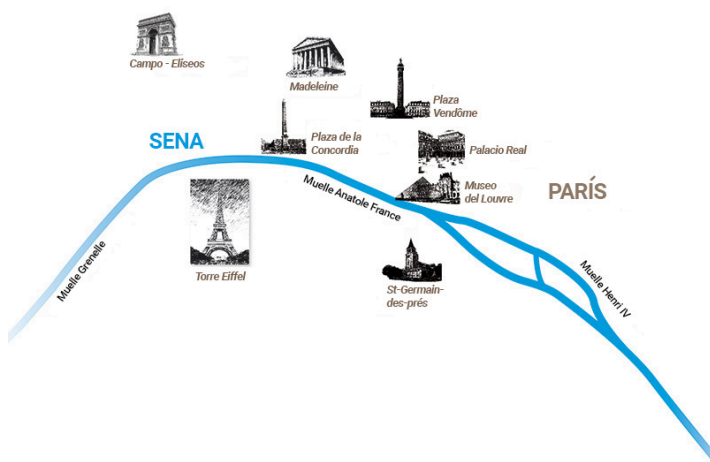 Campo - Elíseos
Madeleine
Plaza
Vendôme
SENA
Plaza de la
Concordia
Palacio Real
Muelle Anatole France
Museo
del Louvre
PARÍS
Muelle Grenelle
Torre Eiffel
St-Germain-
des-prés
Muelle Henri IV